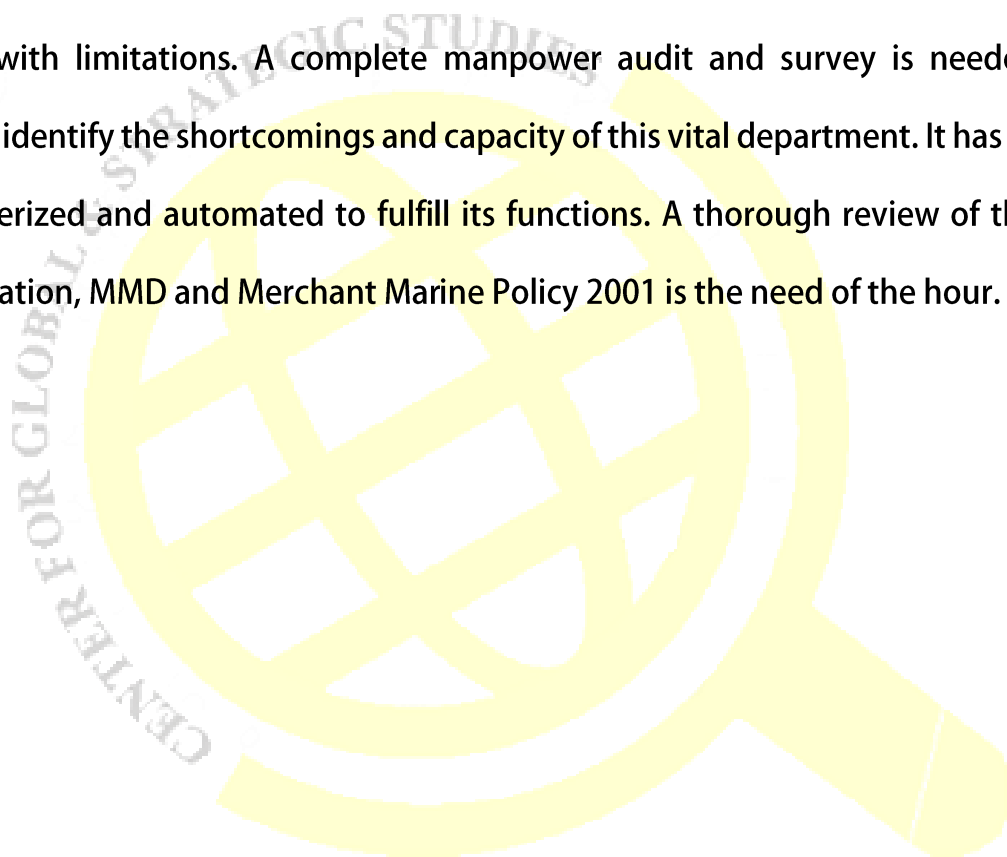 with limitations. A complete manpower audit and survey is neede
identify the shortcomings and capacity of this vital department. It has
erized and automated to fulfill its functions. A thorough review of th
ation, MMD and Merchant Marine Policy 2001 is the need of the hour.
CENTER FOR GLOBAL & STRATEGIC STUDIES